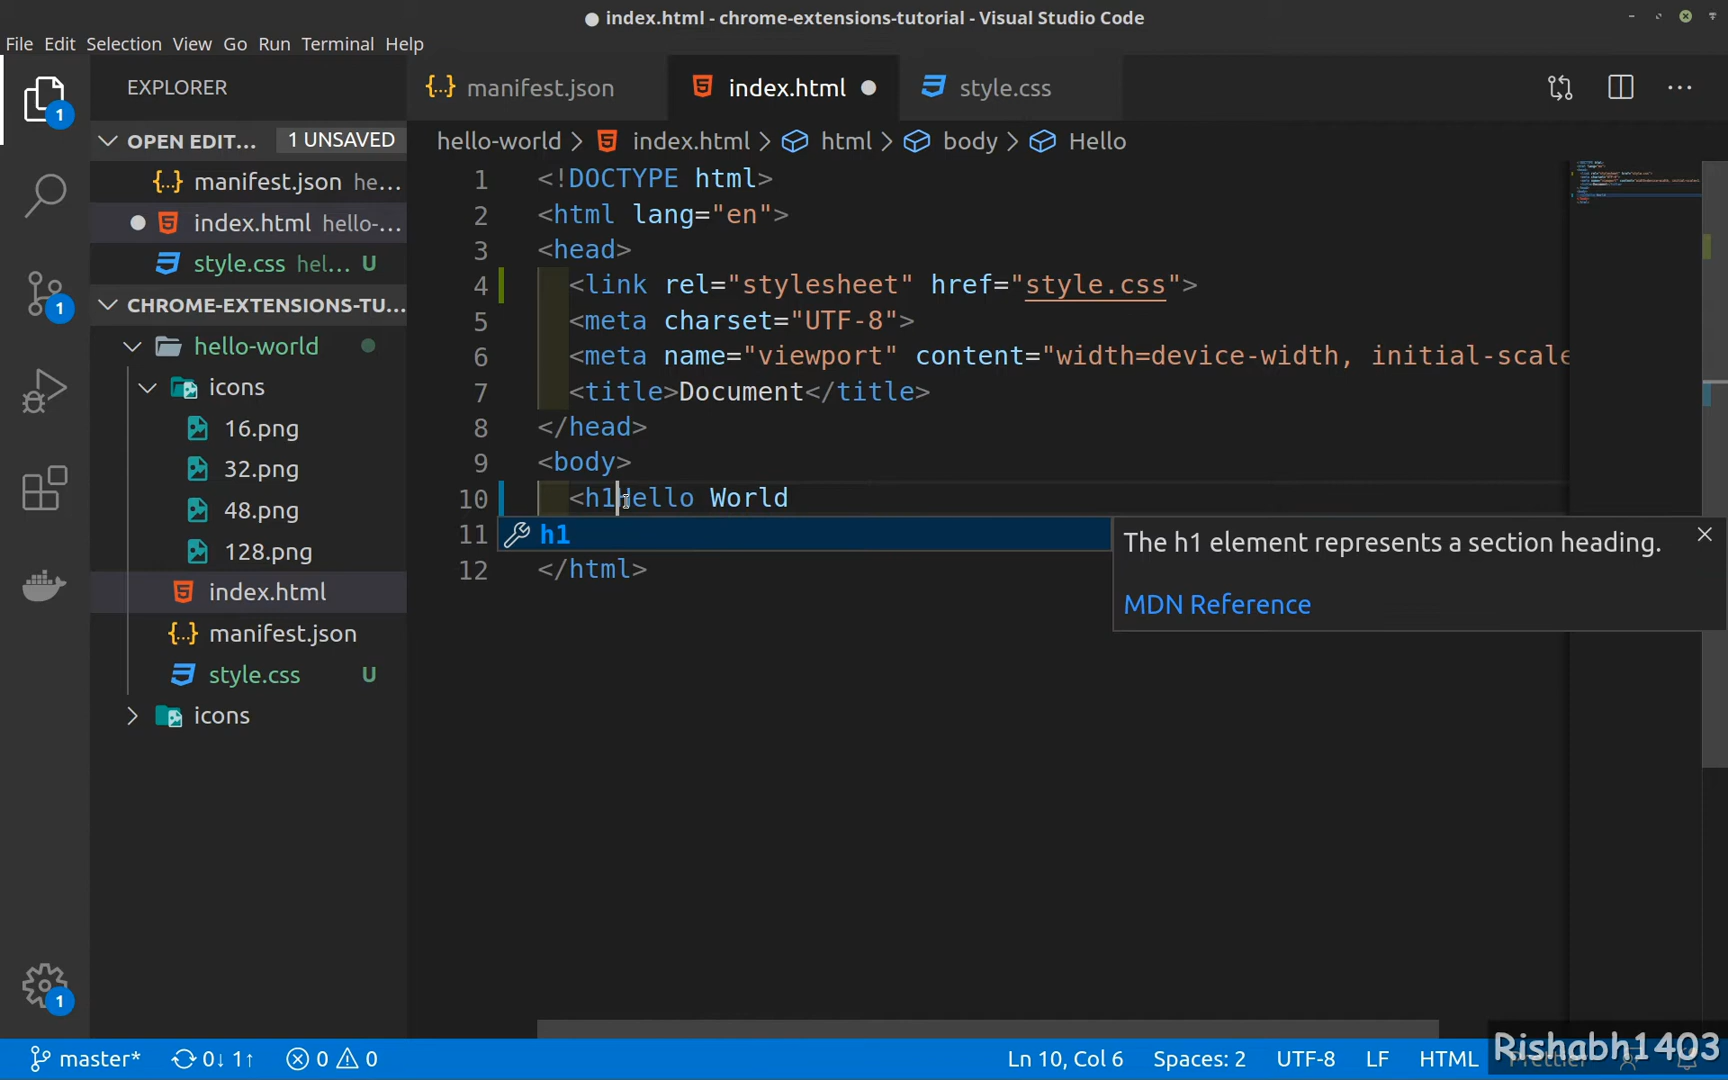 ● index.html - chrome-extensions-tutorial - Visual Studio Code
File Edit Selection View Go Run Terminal Help
EXPLORER
manifest.json
index.html
style.css
OPEN EDIT... 1 UNSAVED
manifest.json he...
index.html hello-...
style.css hel... U
CHROME-EXTENSIONS-TU...
hello-world
icons
16.png
32.png
48.png
128.png
index.html
manifest.json
style.css U
icons
1
1
1
hello-world > index.html > html > body > Hello
1 <!DOCTYPE html>
2 <html lang="en">
3 <head>
4 <link rel="stylesheet" href="style.css">
5 <meta charset="UTF-8">
6 <meta name="viewport" content="width=device-width, initial-scale
7 <title>Document</title>
8 </head>
9 <body>
10 <h1Hello World
11 h1
12 </html>
The h1 element represents a section heading.
MDN Reference
master* 0↓ 1↑ 0 0 Ln 10, Col 6 Spaces: 2 UTF-8 LF HTML Prettier
Rishabh1403